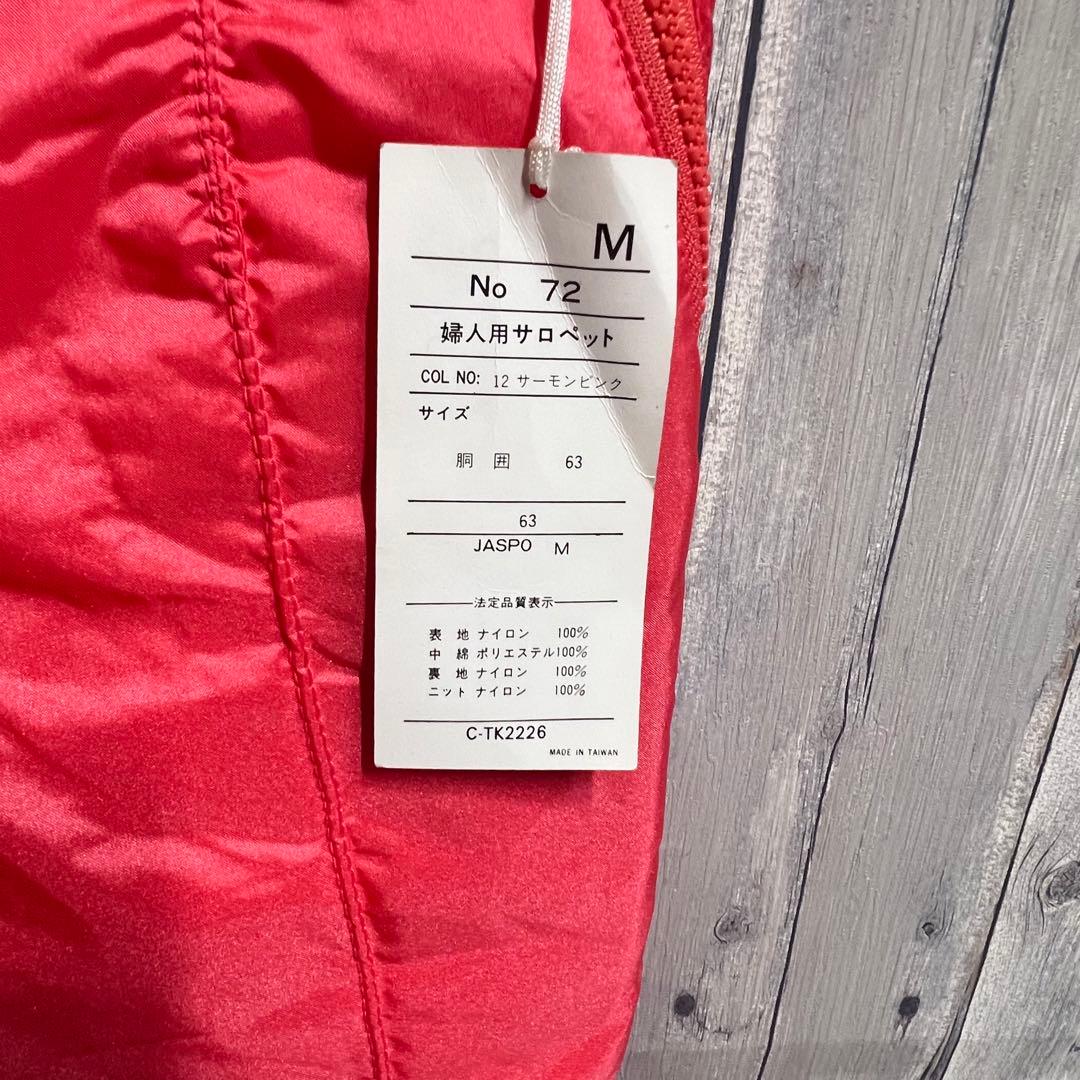 M
No 72
婦人用サロペット
COL NO: 12 サーモンピンク
サイズ
胴 囲 63
63
JASPO M
法定品質表示
表 地 ナイロン 100%
中 綿 ポリエステル100%
裏 地 ナイロン 100%
ニット ナイロン 100%
C-TK2226
MADE IN TAIWAN